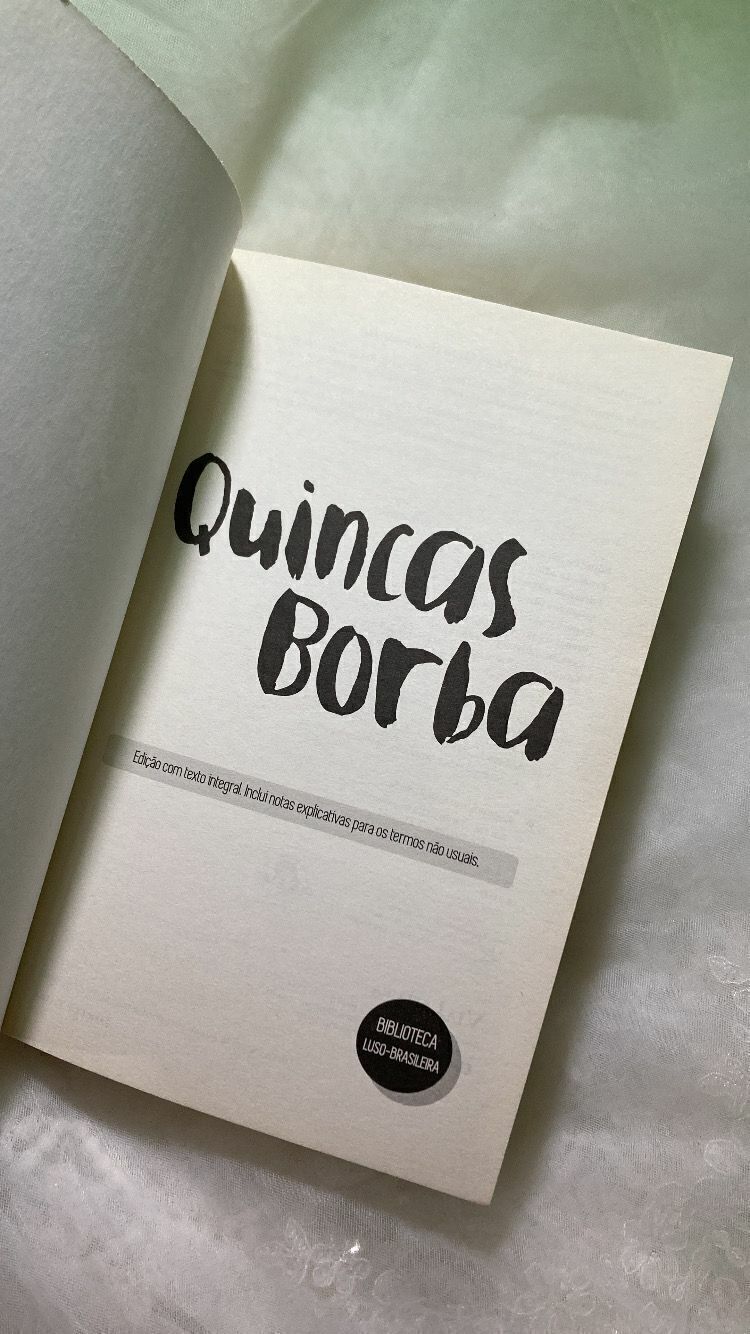 Quincas
Borba
Edição com texto integral. Inclui notas explicativas para os termos não usuais.
BIBLIOTECA
LUSO-BRASILEIRA